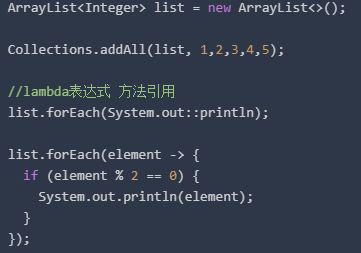 ArrayList<Integer> list = new ArrayList<>();
Collections.addAll(list, 1,2,3,4,5);
//lambda表达式 方法引用
list.forEach(System.out::println);
list.forEach(element -> {
  if (element % 2 == 0) {
    System.out.println(element);
  }
});